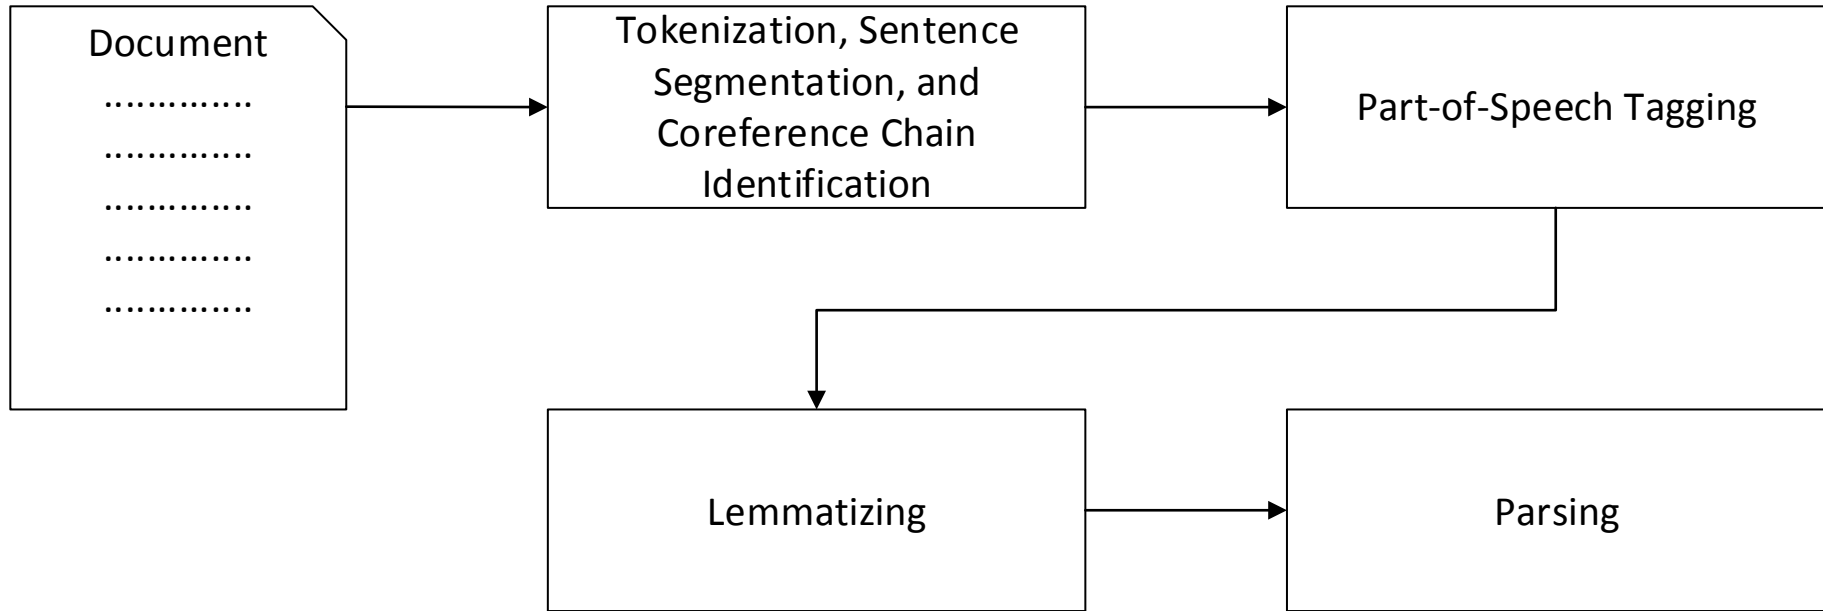 Document
..............
..............
..............
..............
..............
Tokenization, Sentence
Segmentation, and
Coreference Chain
Identification
Part-of-Speech Tagging
Lemmatizing
Parsing